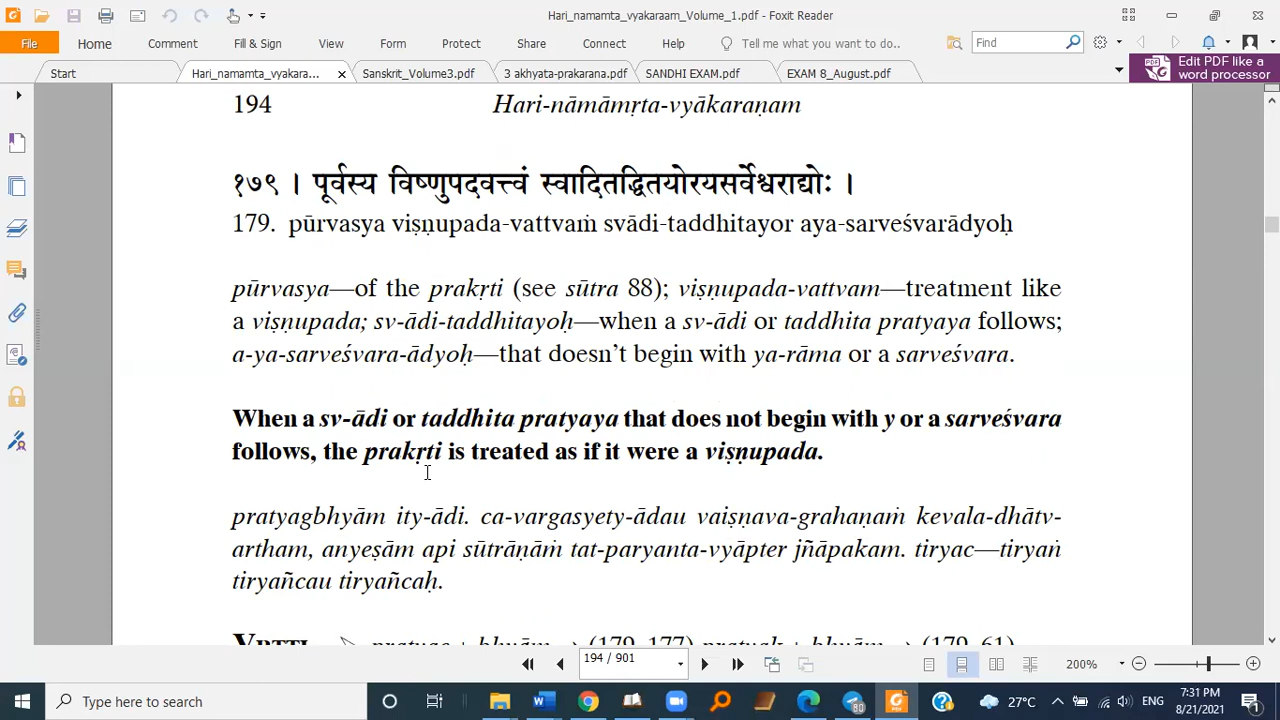 Hari_namamta_vyakaraam_Volume_1.pdf - Foxit Reader
File Home Comment Fill & Sign View Form Protect Share Connect Help Tell me what you want to do.. Find
Edit PDF like a word processor
Start Hari_namamta_vyakara... Sanskrit_Volume3.pdf 3 akhyata-prakarana.pdf SANDHI EXAM.pdf EXAM 8_August.pdf
194 Hari-nāmāmṛta-vyākaraṇam
१७९ । पूर्वस्य विष्णुपदवत्त्वं स्वादितद्धितयोरयसर्वेश्वराद्योः ।
179. pūrvasya viṣṇupada-vattvaṁ svādi-taddhitayor aya-sarveśvarādyoḥ
pūrvasya—of the prakṛti (see sūtra 88); viṣṇupada-vattvam—treatment like
a viṣṇupada; sv-ādi-taddhitayoḥ—when a sv-ādi or taddhita pratyaya follows;
a-ya-sarveśvara-ādyoḥ—that doesn’t begin with ya-rāma or a sarveśvara.
When a sv-ādi or taddhita pratyaya that does not begin with y or a sarveśvara
follows, the prakṛti is treated as if it were a viṣṇupada.
pratyagbhyām ity-ādi. ca-vargasyety-ādau vaiṣṇava-grahaṇaṁ kevala-dhātv-
artham, anyeṣām api sūtrāṇāṁ tat-paryanta-vyāpter jñāpakam. tiryac—tiryaṅ
tiryañcau tiryañcaḥ.
194 / 901
200%
Type here to search
80
27°C
ENG
7:31 PM
8/21/2021